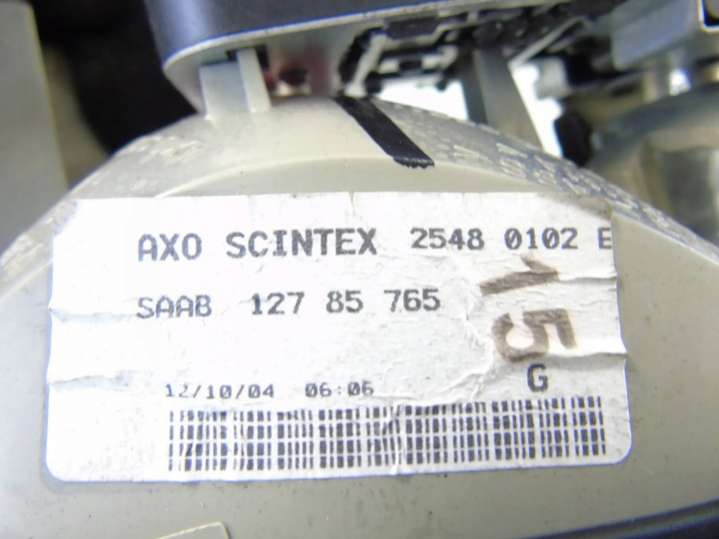 AXO SCINTEX 2548 0102 E
SAAB 127 85 765
15
G
12/10/04 06:06